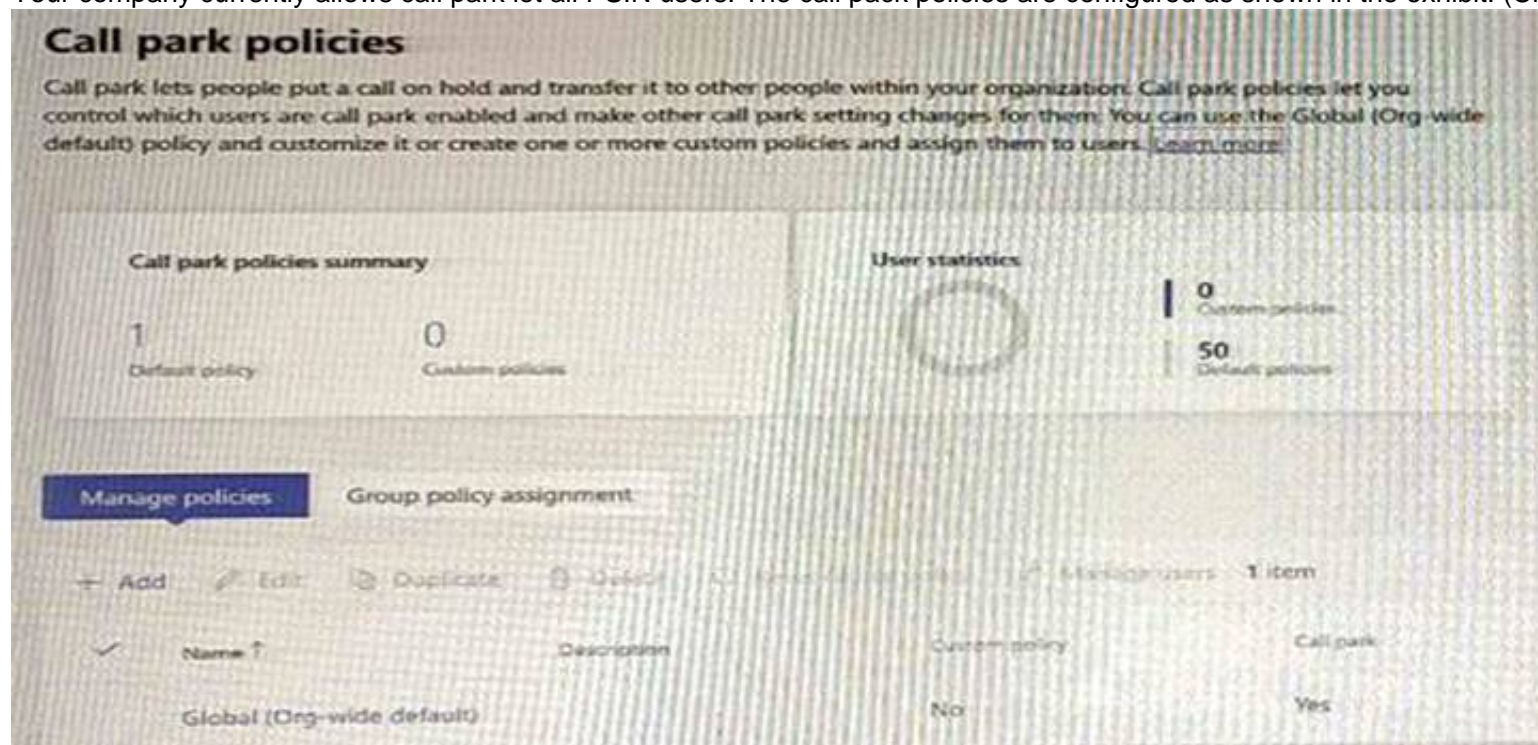 Call park policies
Call park lets people put a call on hold and transfer it to other people within your organization. Call park policies let you
control which users are call park enabled and make other call park setting changes for them. You can use the Global (Org-wide
default) policy and customize it or create one or more custom policies and assign them to users. Learn more
Call park policies summary
User statistics
1
Default policy
0
Custom policies
0
Custom policies
50
Default policies
Manage policies Group policy assignment
+ Add Edit Duplicate Delete Manage users 1 item
✓ Name ↑ Description Custom policy Call park
Global (Org-wide default) No Yes